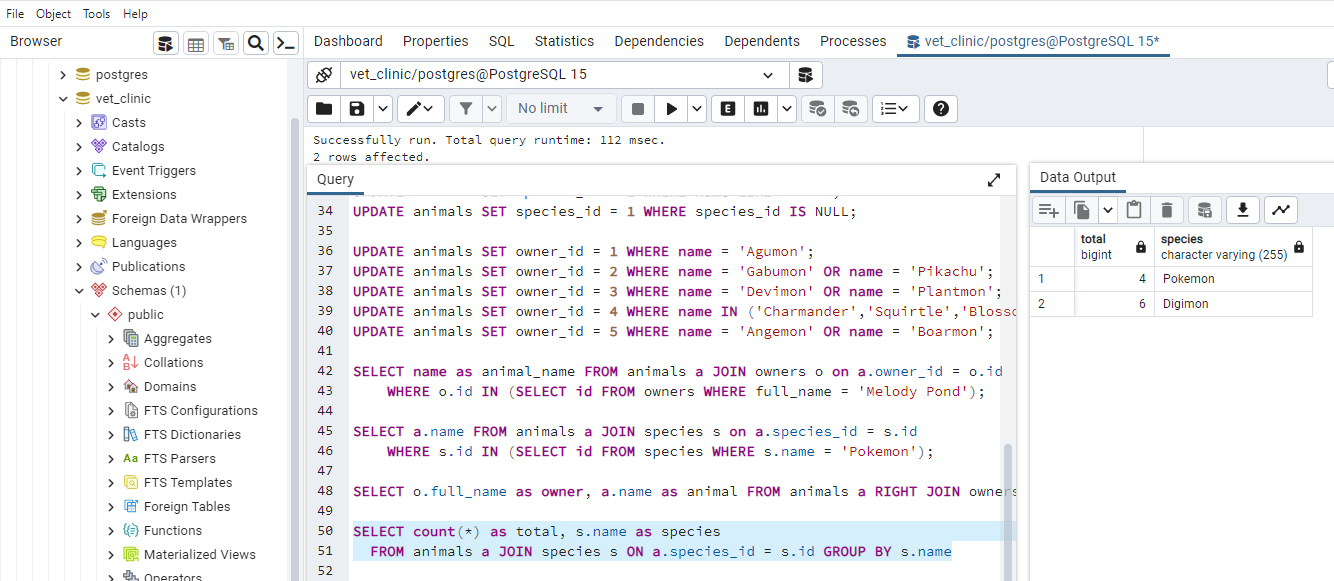 File Object Tools Help
Browser
Dashboard Properties SQL Statistics Dependencies Dependents Processes vet_clinic/postgres@PostgreSQL 15*
postgres
vet_clinic
Casts
Catalogs
Event Triggers
Extensions
Foreign Data Wrappers
Languages
Publications
Schemas (1)
public
Aggregates
Collations
Domains
FTS Configurations
FTS Dictionaries
Aa FTS Parsers
FTS Templates
Foreign Tables
Functions
Materialized Views
Operators
vet_clinic/postgres@PostgreSQL 15
No limit
E
Successfully run. Total query runtime: 112 msec.
2 rows affected.
Query
34 UPDATE animals SET species_id = 1 WHERE species_id IS NULL;
35
36 UPDATE animals SET owner_id = 1 WHERE name = 'Agumon';
37 UPDATE animals SET owner_id = 2 WHERE name = 'Gabumon' OR name = 'Pikachu';
38 UPDATE animals SET owner_id = 3 WHERE name = 'Devimon' OR name = 'Plantmon';
39 UPDATE animals SET owner_id = 4 WHERE name IN ('Charmander','Squirtle','Blosso
40 UPDATE animals SET owner_id = 5 WHERE name = 'Angemon' OR name = 'Boarmon';
41
42 SELECT name as animal_name FROM animals a JOIN owners o on a.owner_id = o.id
43 WHERE o.id IN (SELECT id FROM owners WHERE full_name = 'Melody Pond');
44
45 SELECT a.name FROM animals a JOIN species s on a.species_id = s.id
46 WHERE s.id IN (SELECT id FROM species WHERE s.name = 'Pokemon');
47
48 SELECT o.full_name as owner, a.name as animal FROM animals a RIGHT JOIN owners
49
50 SELECT count(*) as total, s.name as species
51 FROM animals a JOIN species s ON a.species_id = s.id GROUP BY s.name
52
Data Output
total species
bigint character varying (255)
1 4 Pokemon
2 6 Digimon